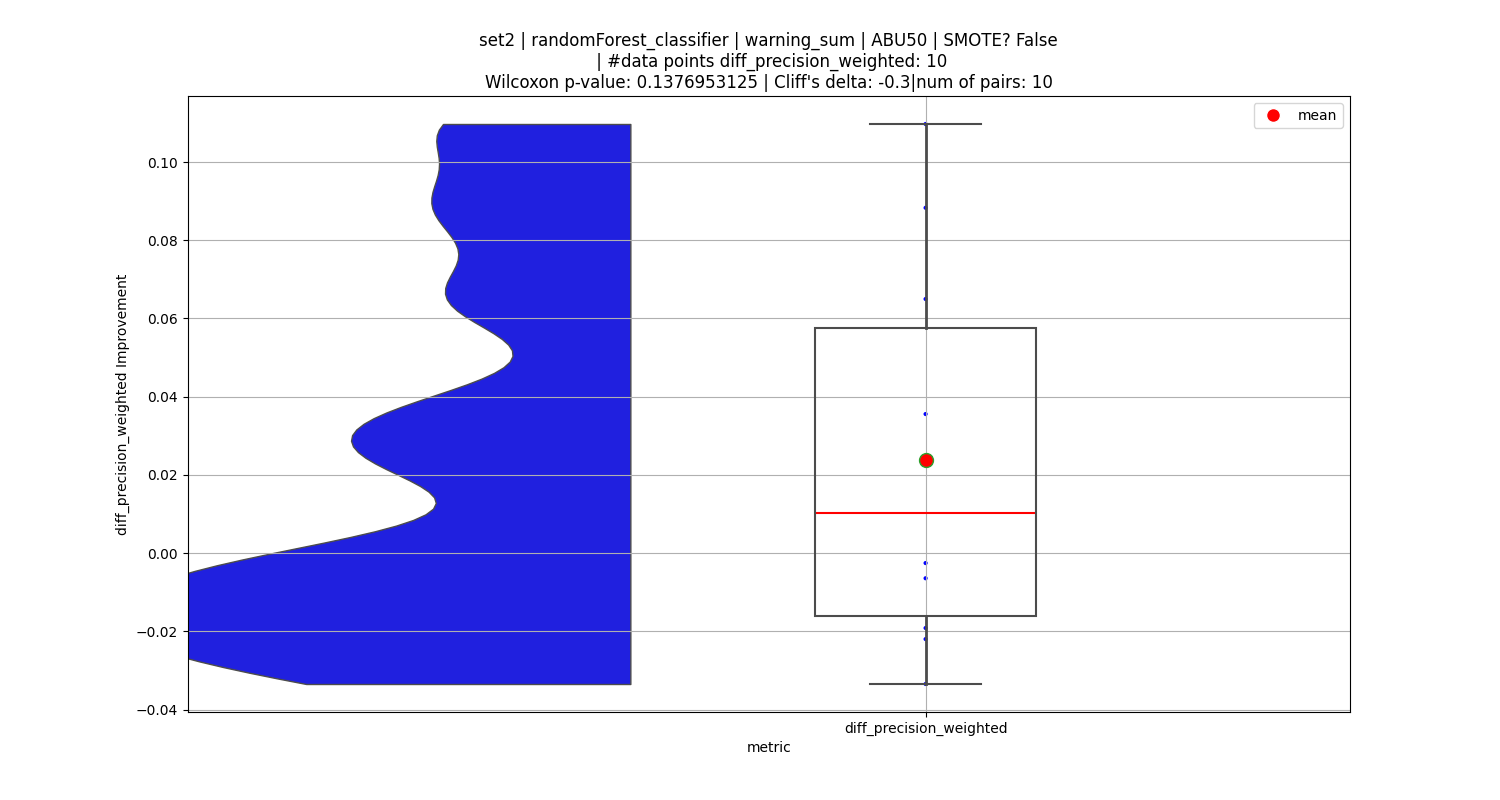 set2 | randomForest_classifier | warning_sum | ABU50 | SMOTE? False
| #data points diff_precision_weighted: 10
Wilcoxon p-value: 0.1376953125 | Cliff's delta: -0.3|num of pairs: 10
mean
0.10
0.08
0.06
0.04
0.02
0.00
−0.02
−0.04
diff_precision_weighted Improvement
diff_precision_weighted
metric